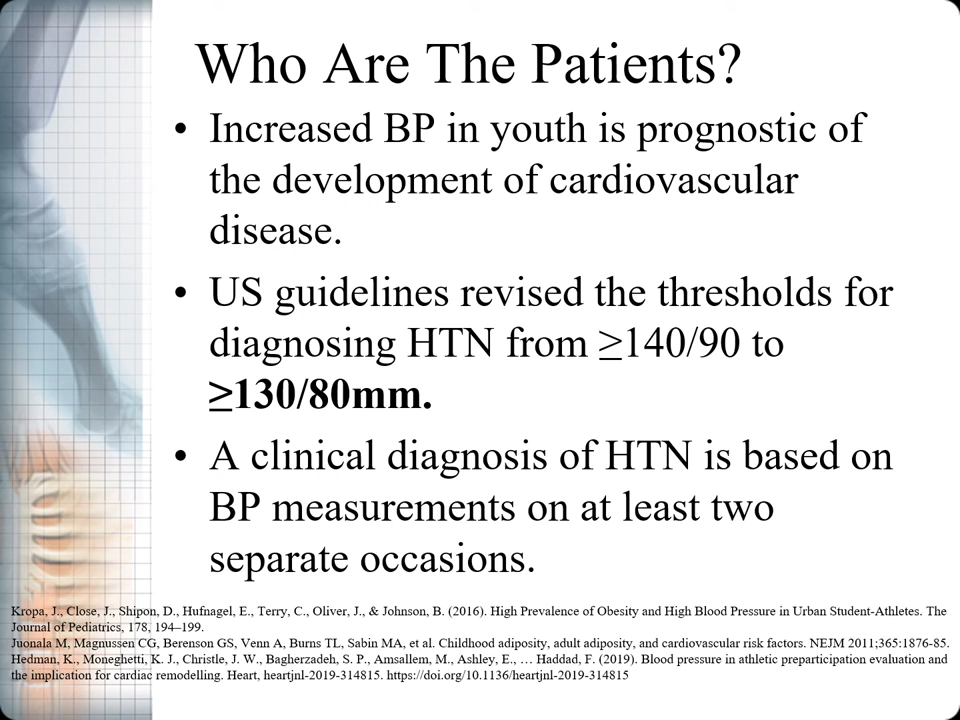 Who Are The Patients?
• Increased BP in youth is prognostic of
the development of cardiovascular
disease.
• US guidelines revised the thresholds for
diagnosing HTN from ≥140/90 to
≥130/80mm.
• A clinical diagnosis of HTN is based on
BP measurements on at least two
separate occasions.
Kropa, J., Close, J., Shipon, D., Hufnagel, E., Terry, C., Oliver, J., & Johnson, B. (2016). High Prevalence of Obesity and High Blood Pressure in Urban Student-Athletes. The
Journal of Pediatrics, 178, 194–199.
Juonala M, Magnussen CG, Berenson GS, Venn A, Burns TL, Sabin MA, et al. Childhood adiposity, adult adiposity, and cardiovascular risk factors. NEJM 2011;365:1876-85.
Hedman, K., Moneghetti, K. J., Christle, J. W., Bagherzadeh, S. P., Amsallem, M., Ashley, E., … Haddad, F. (2019). Blood pressure in athletic preparticipation evaluation and
the implication for cardiac remodelling. Heart, heartjnl-2019-314815. https://doi.org/10.1136/heartjnl-2019-314815